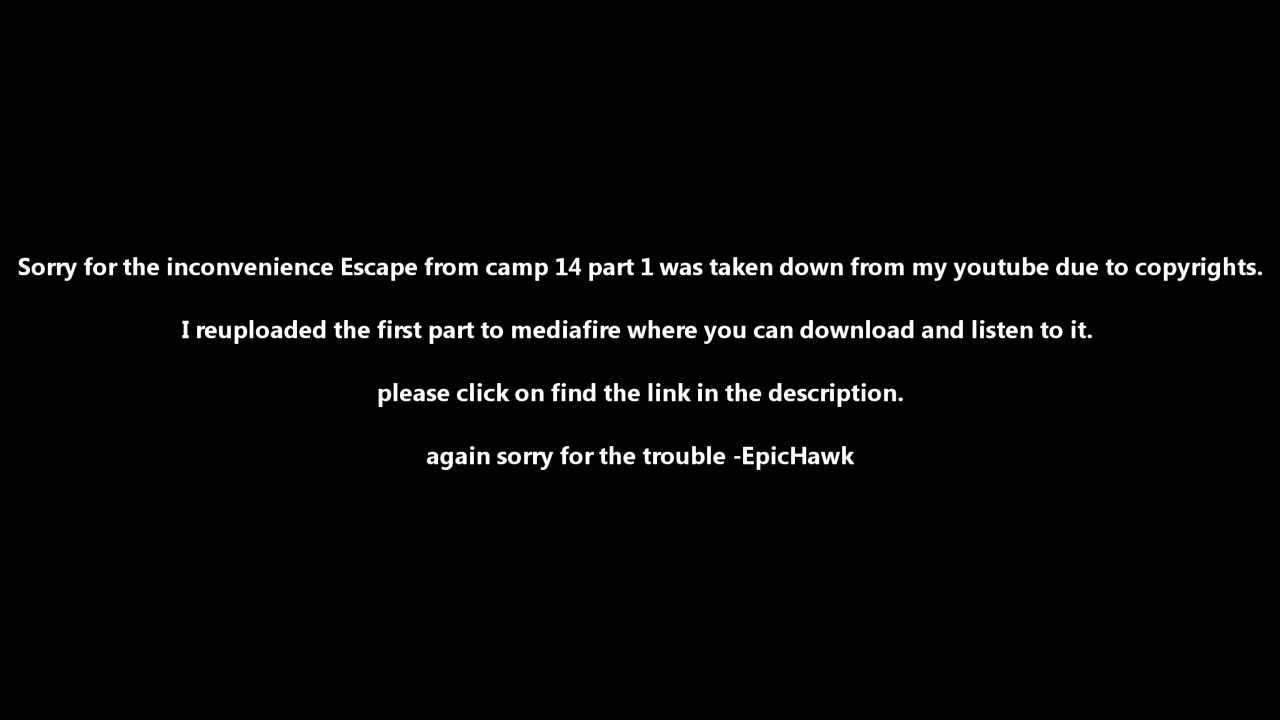 Sorry for the inconvenience Escape from camp 14 part 1 was taken down from my youtube due to copyrights.
I reuploaded the first part to mediafire where you can download and listen to it.
please click on find the link in the description.
again sorry for the trouble -EpicHawk